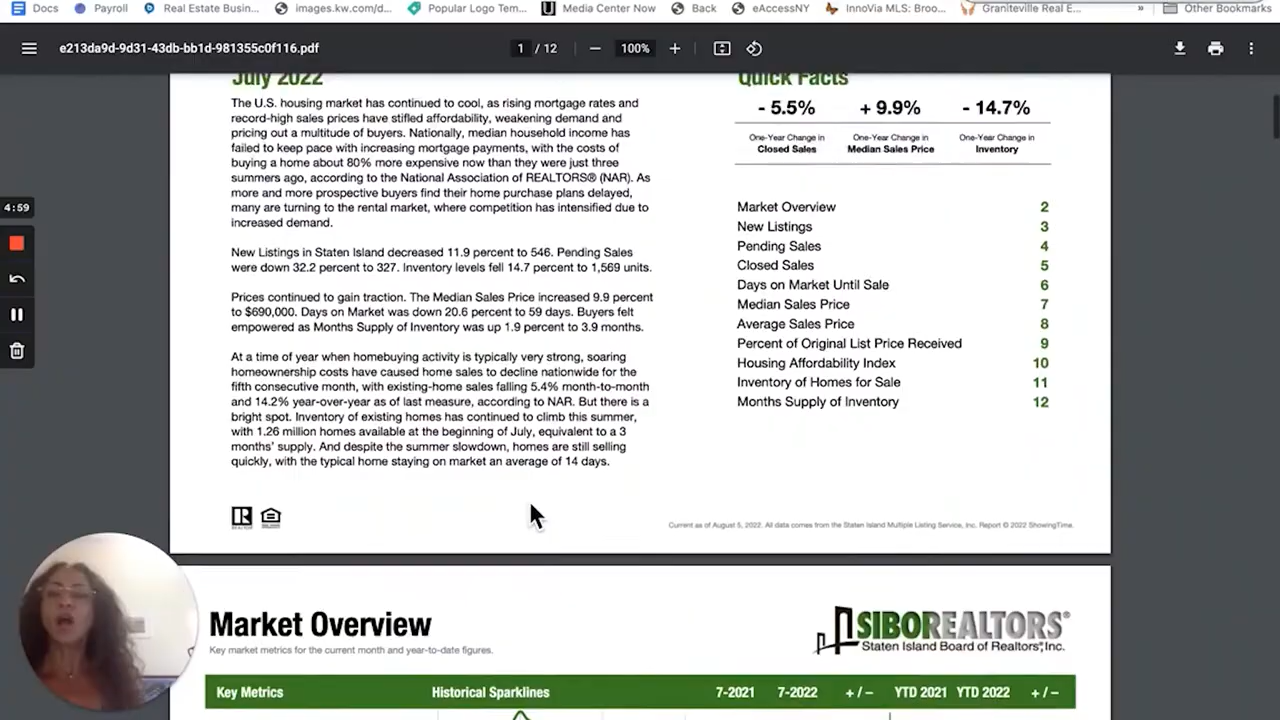 Docs
Payroll
Real Estate Busin...
images.kw.com/d...
Popular Logo Tem...
Media Center Now
Back
eAccessNY
InnoVia MLS: Broo...
Graniteville Real E...
»
Other Bookmarks
e213da9d-9d31-43db-bb1d-981355c0f116.pdf
1 / 12
100%
4:59
July 2022
The U.S. housing market has continued to cool, as rising mortgage rates and
record-high sales prices have stifled affordability, weakening demand and
pricing out a multitude of buyers. Nationally, median household income has
failed to keep pace with increasing mortgage payments, with the costs of
buying a home about 80% more expensive now than they were just three
summers ago, according to the National Association of REALTORS® (NAR). As
more and more prospective buyers find their home purchase plans delayed,
many are turning to the rental market, where competition has intensified due to
increased demand.
New Listings in Staten Island decreased 11.9 percent to 546. Pending Sales
were down 32.2 percent to 327. Inventory levels fell 14.7 percent to 1,569 units.
Prices continued to gain traction. The Median Sales Price increased 9.9 percent
to $690,000. Days on Market was down 20.6 percent to 59 days. Buyers felt
empowered as Months Supply of Inventory was up 1.9 percent to 3.9 months.
At a time of year when homebuying activity is typically very strong, soaring
homeownership costs have caused home sales to decline nationwide for the
fifth consecutive month, with existing-home sales falling 5.4% month-to-month
and 14.2% year-over-year as of last measure, according to NAR. But there is a
bright spot. Inventory of existing homes has continued to climb this summer,
with 1.26 million homes available at the beginning of July, equivalent to a 3
months' supply. And despite the summer slowdown, homes are still selling
quickly, with the typical home staying on market an average of 14 days.
Quick Facts
- 5.5% + 9.9% - 14.7%
One-Year Change in One-Year Change in One-Year Change in
Closed Sales Median Sales Price Inventory
Market Overview 2
New Listings 3
Pending Sales 4
Closed Sales 5
Days on Market Until Sale 6
Median Sales Price 7
Average Sales Price 8
Percent of Original List Price Received 9
Housing Affordability Index 10
Inventory of Homes for Sale 11
Months Supply of Inventory 12
Current as of August 5, 2022. All data comes from the Staten Island Multiple Listing Service, Inc. Report © 2022 ShowingTime.
Market Overview
Key market metrics for the current month and year-to-date figures.
SIBOREALTORS®
Staten Island Board of Realtors®, Inc.
Key Metrics Historical Sparklines 7-2021 7-2022 + / – YTD 2021 YTD 2022 + / –